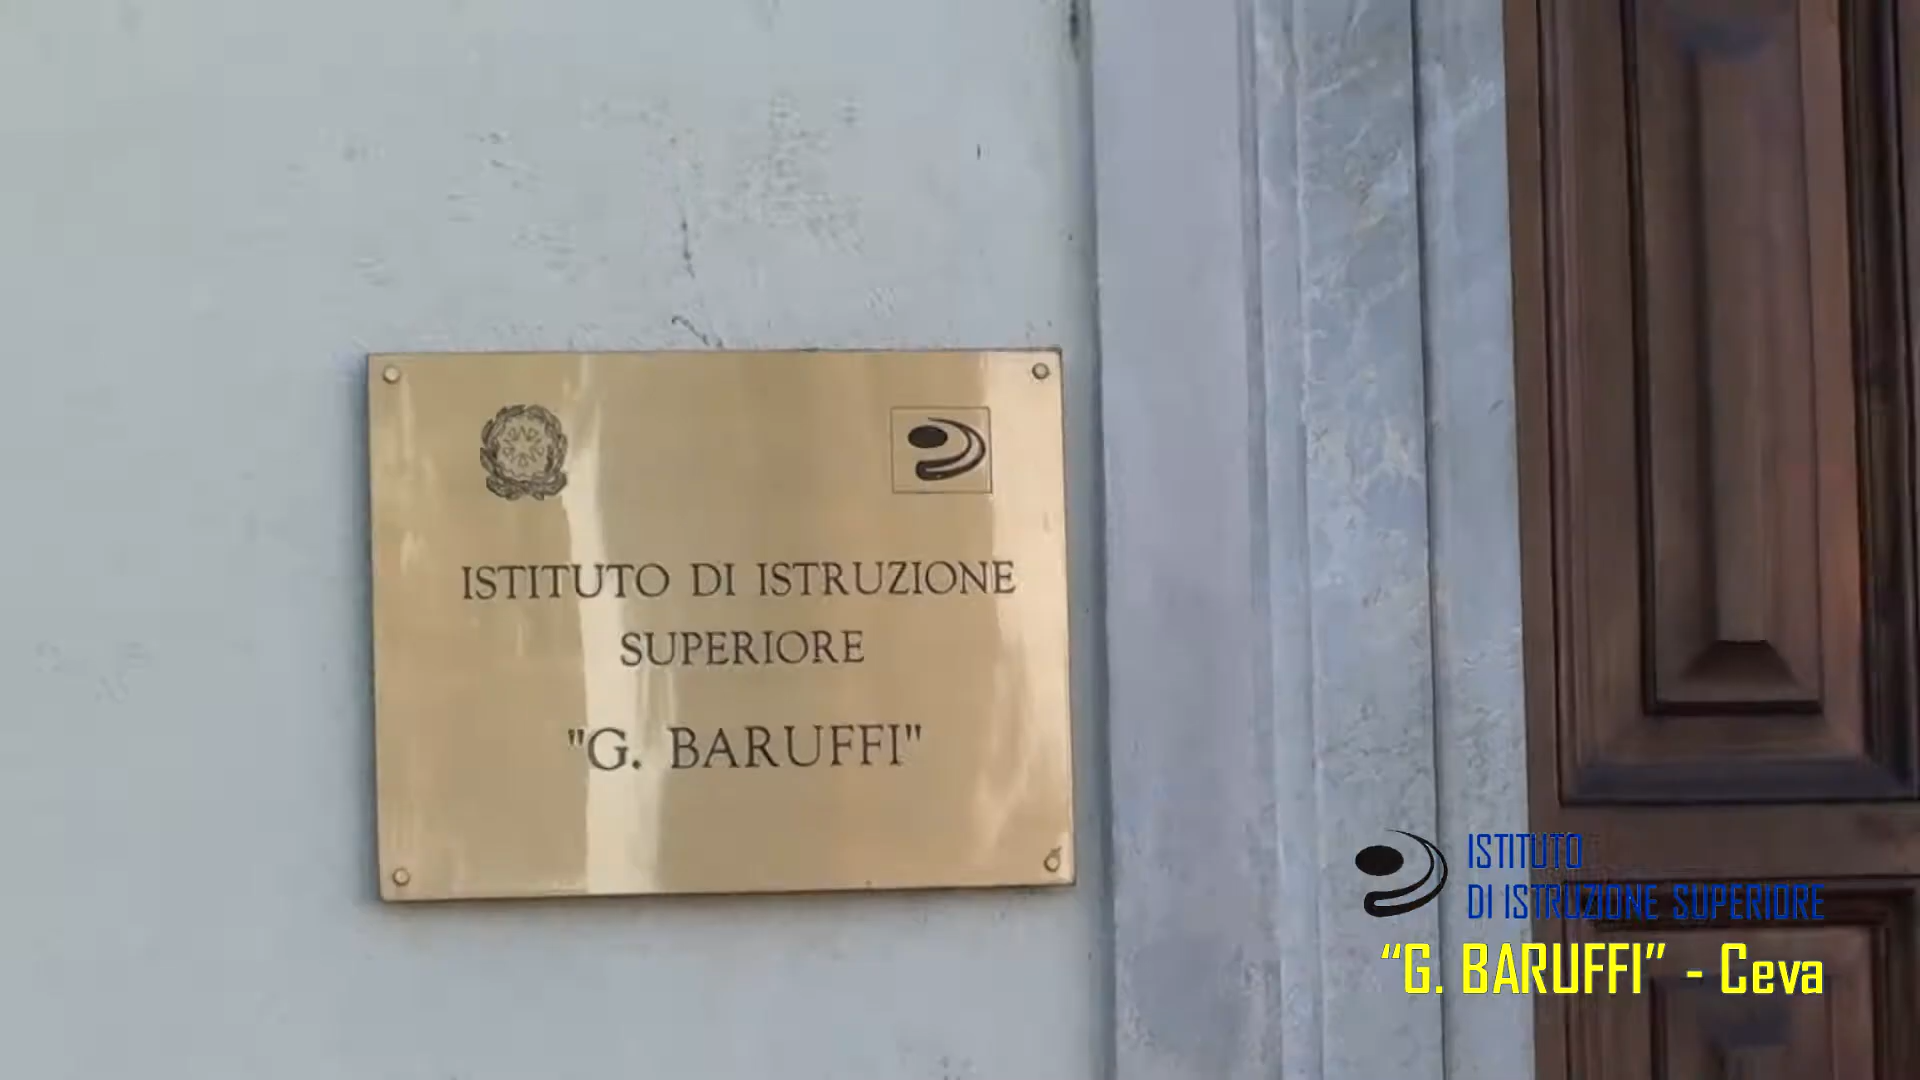 ISTITUTO DI ISTRUZIONE
SUPERIORE
"G. BARUFFI"
ISTITUTO
DI ISTRUZIONE SUPERIORE
“G. BARUFFI” - Ceva